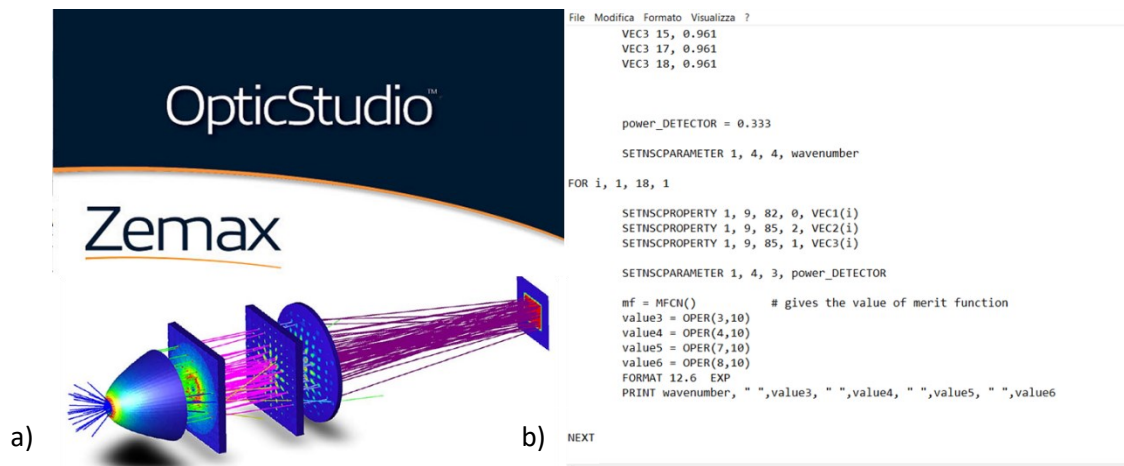 OpticStudio™
Zemax
a)
File Modifica Formato Visualizza ?
VEC3 15, 0.961
VEC3 17, 0.961
VEC3 18, 0.961
power_DETECTOR = 0.333
SETNSCPARAMETER 1, 4, 4, wavenumber
FOR i, 1, 18, 1
SETNSCPROPERTY 1, 9, 82, 0, VEC1(i)
SETNSCPROPERTY 1, 9, 85, 2, VEC2(i)
SETNSCPROPERTY 1, 9, 85, 1, VEC3(i)
SETNSCPARAMETER 1, 4, 3, power_DETECTOR
mf = MFCN() # gives the value of merit function
value3 = OPER(3,10)
value4 = OPER(4,10)
value5 = OPER(7,10)
value6 = OPER(8,10)
FORMAT 12.6 EXP
PRINT wavenumber, " ",value3, " ",value4, " ",value5, " ",value6
NEXT
b)